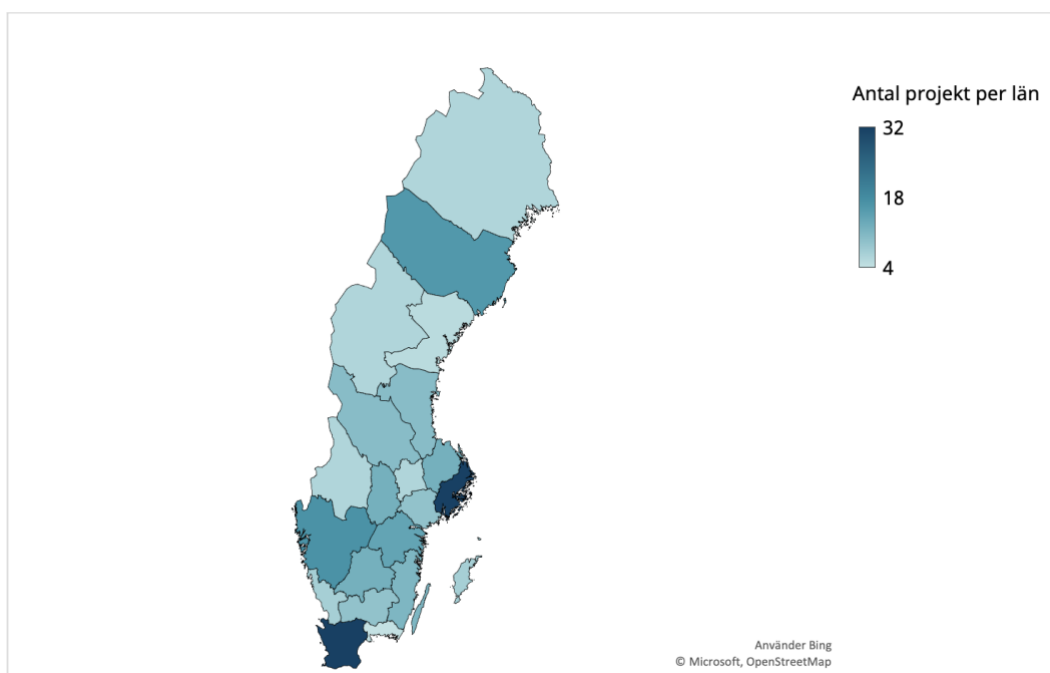 Antal projekt per län
32
18
4
Använder Bing
© Microsoft, OpenStreetMap